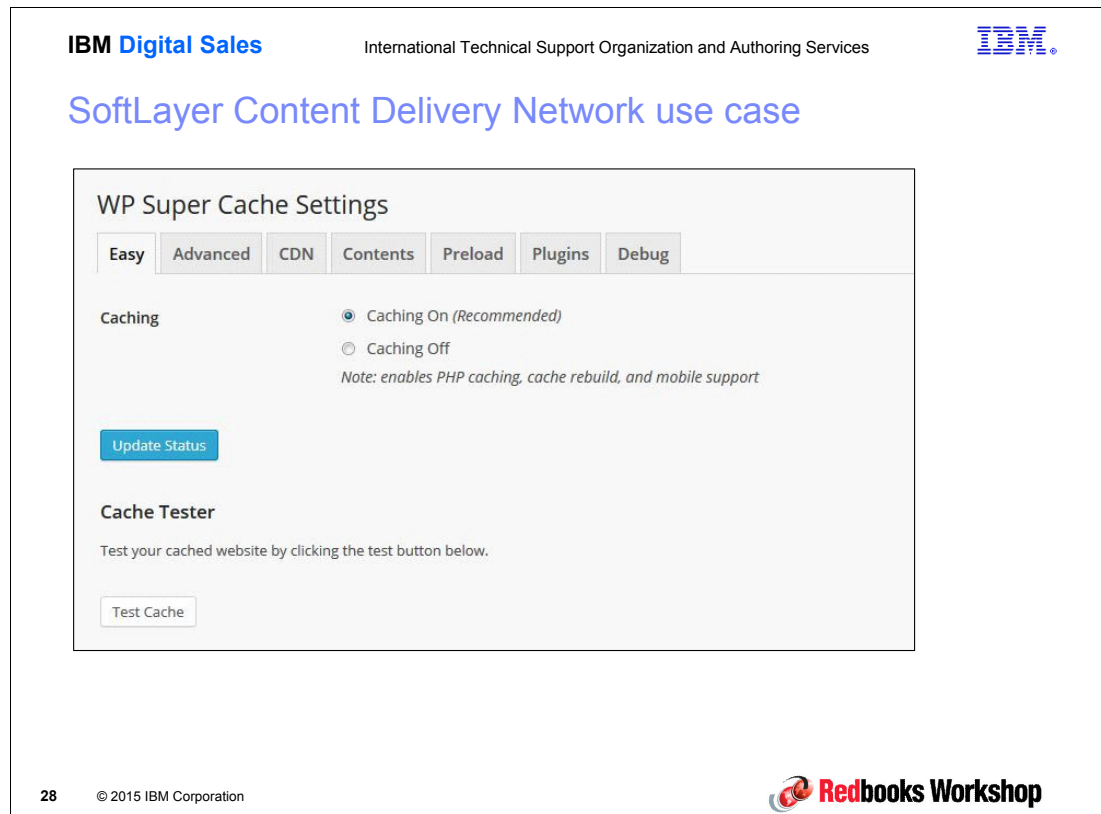 IBM Digital Sales
International Technical Support Organization and Authoring Services
IBM®
SoftLayer Content Delivery Network use case
WP Super Cache Settings
Easy Advanced CDN Contents Preload Plugins Debug
Caching
Caching On (Recommended)
Caching Off
Note: enables PHP caching, cache rebuild, and mobile support
Update Status
Cache Tester
Test your cached website by clicking the test button below.
Test Cache
28 © 2015 IBM Corporation
Redbooks Workshop